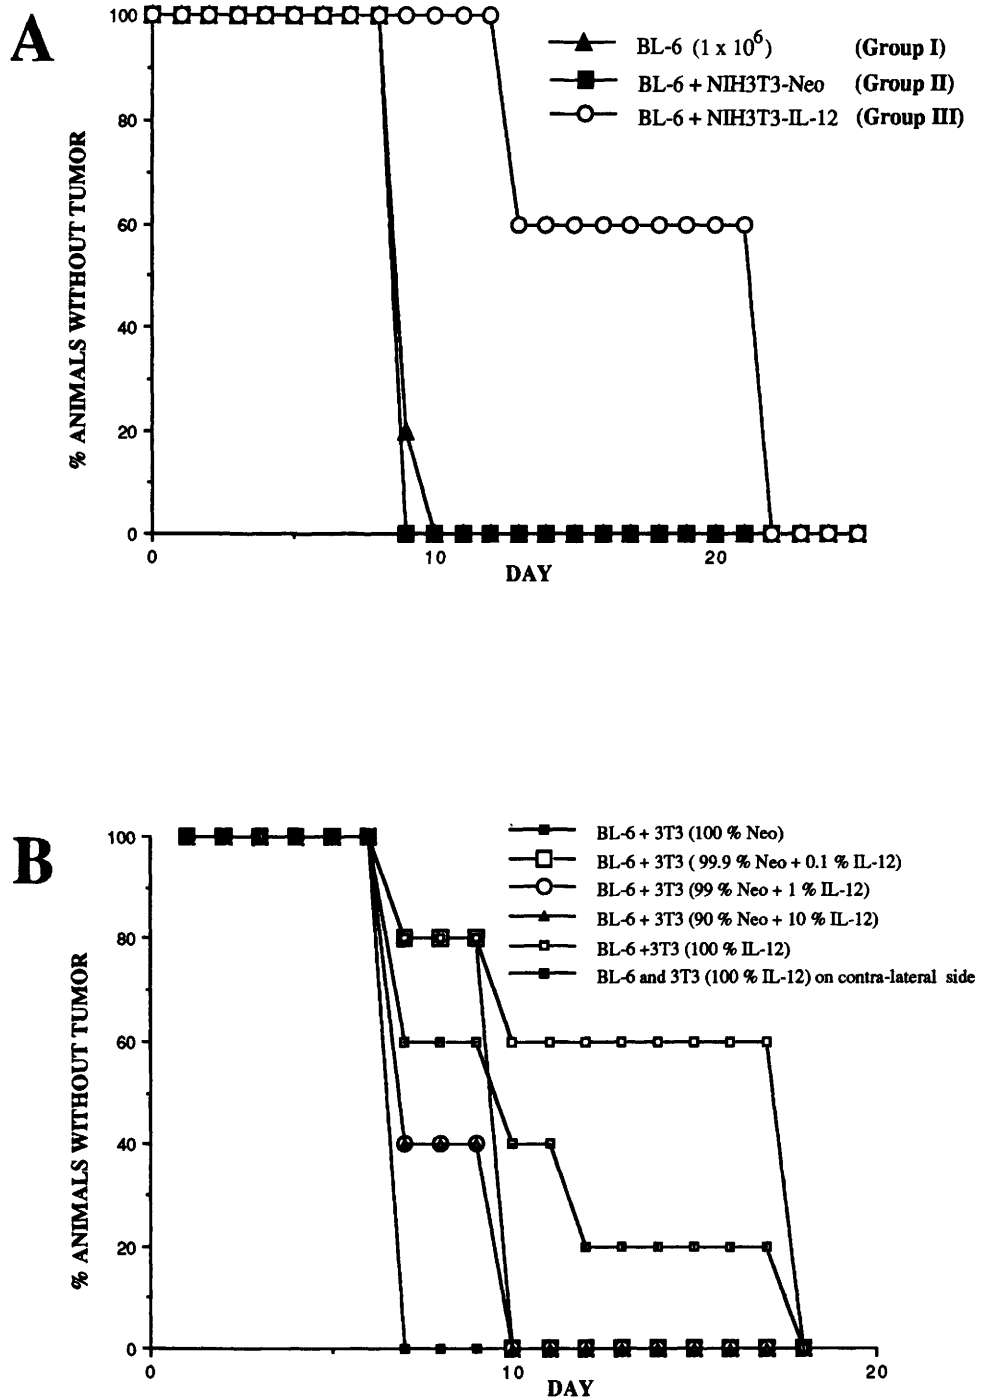 A
100
80
60
40
20
0
% ANIMALS WITHOUT TUMOR
BL-6 (1 x 10^6) (Group I)
BL-6 + NIH3T3-Neo (Group II)
BL-6 + NIH3T3-IL-12 (Group III)
0 10 20
DAY
B
100
80
60
40
20
0
% ANIMALS WITHOUT TUMOR
BL-6 + 3T3 (100 % Neo)
BL-6 + 3T3 ( 99.9 % Neo + 0.1 % IL-12)
BL-6 + 3T3 (99 % Neo + 1 % IL-12)
BL-6 + 3T3 (90 % Neo + 10 % IL-12)
BL-6 +3T3 (100 % IL-12)
BL-6 and 3T3 (100 % IL-12) on contra-lateral side
0 10 20
DAY